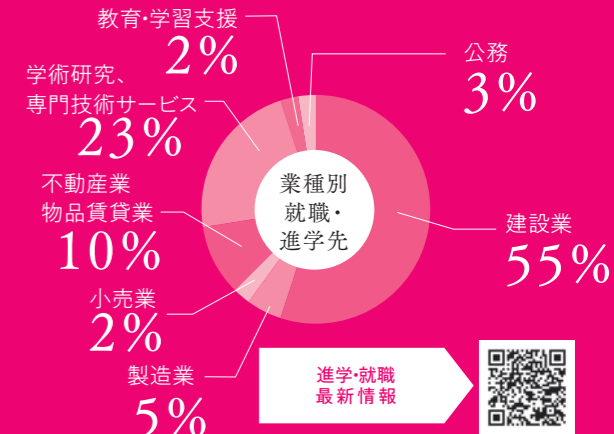 教育・学習支援
2%
学術研究、
専門技術サービス
23%
不動産業
物品賃貸業
10%
小売業
2%
製造業
5%
公務
3%
建設業
55%
業種別
就職・
進学先
進学・就職
最新情報